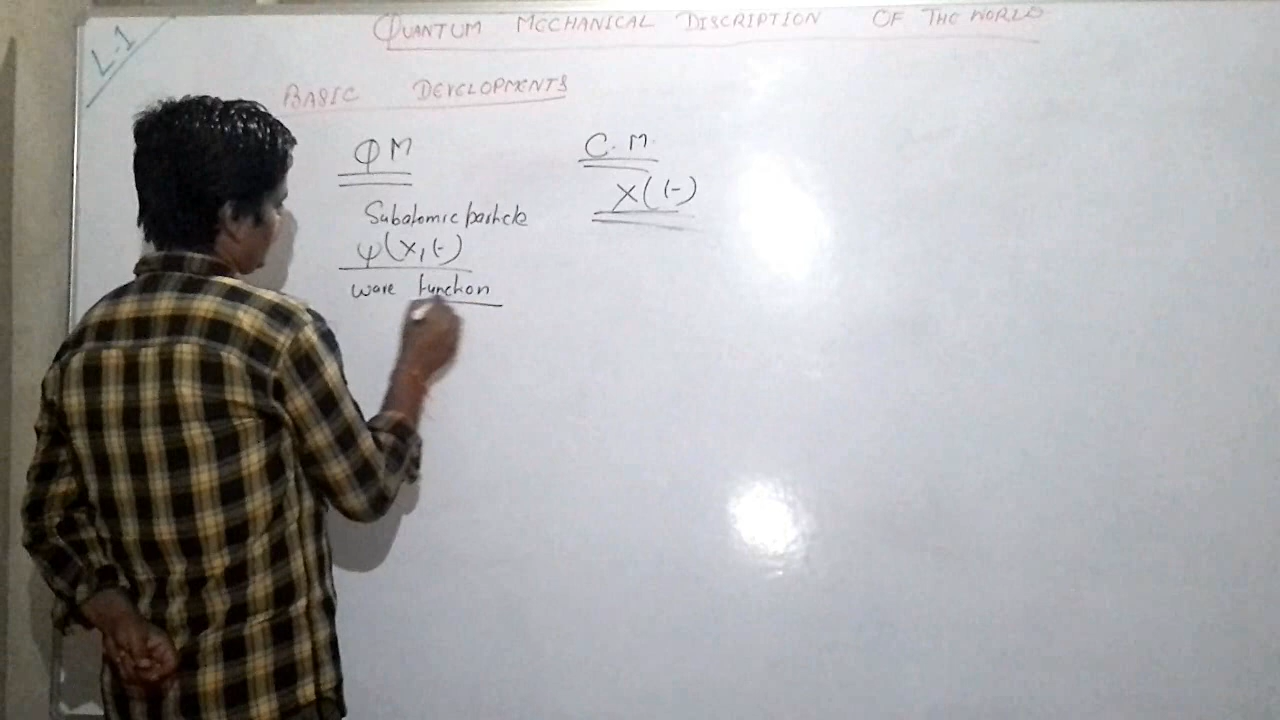 L-1
QUANTUM MECHANICAL DISCRIPTION OF THE WORLD
BASIC DEVELOPMENTS
QM
C.M.
X(t)
Subatomic particle
ψ(x,t)
wave function